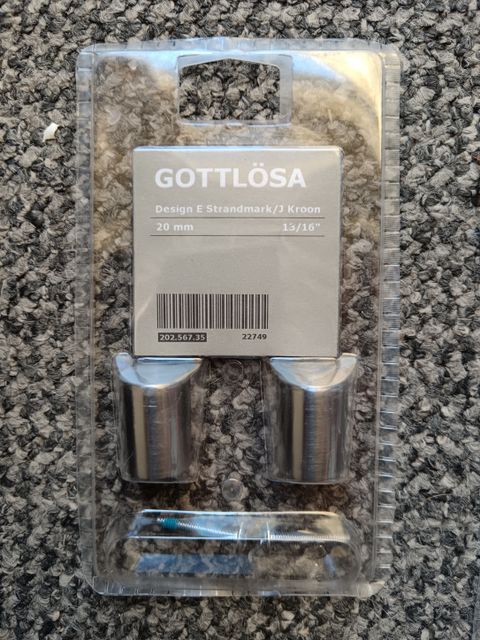 GOTTLÖSA
Design E Strandmark/J Kroon
20 mm 13/16"
202.567.35 22749